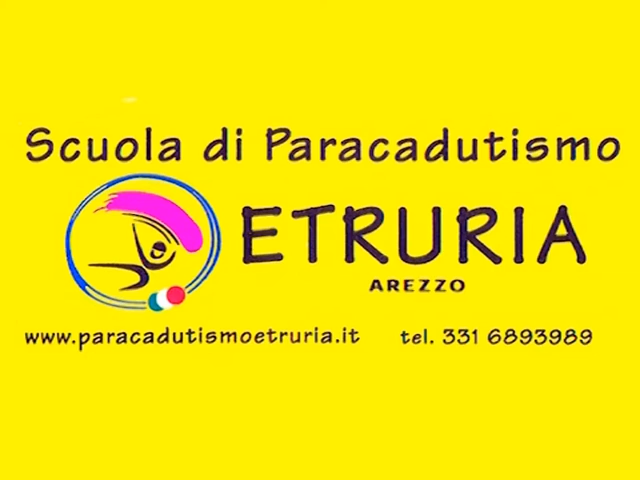 Scuola di Paracadutismo
ETRURIA
AREZZO
www.paracadutismoetruria.it tel. 331 6893989